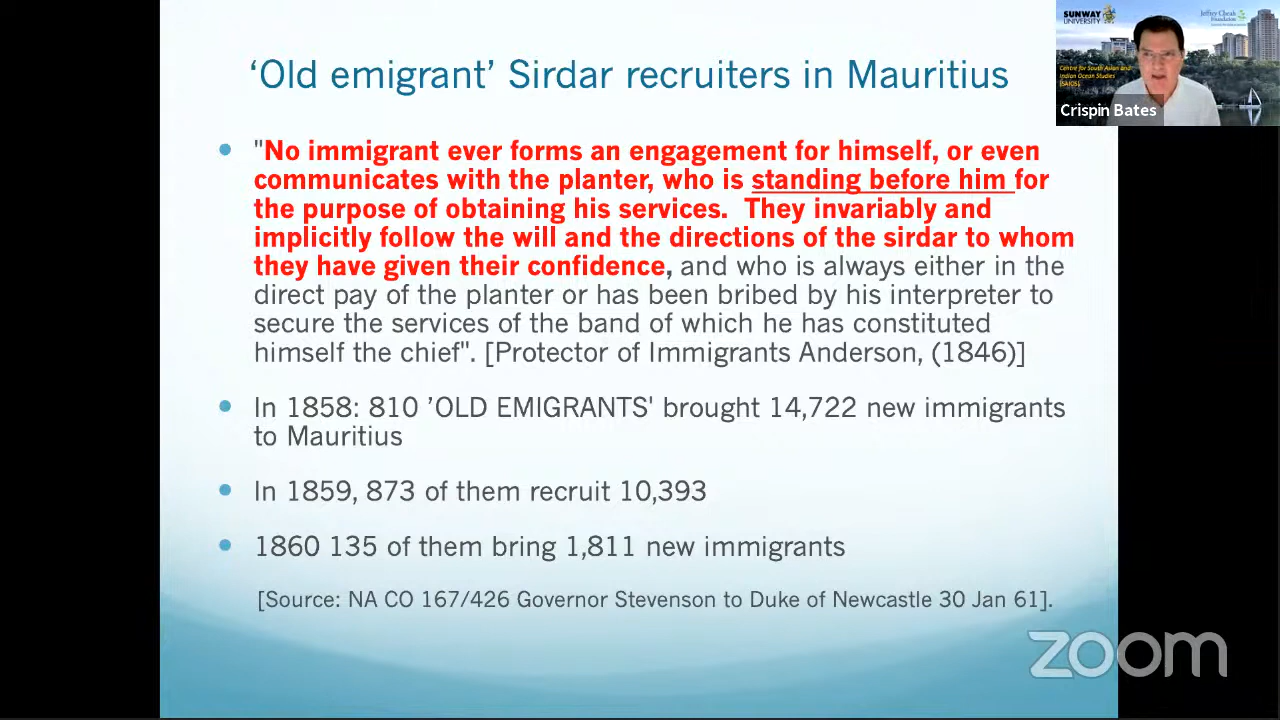 'Old emigrant' Sirdar recruiters in Mauritius
"No immigrant ever forms an engagement for himself, or even
communicates with the planter, who is standing before him for
the purpose of obtaining his services. They invariably and
implicitly follow the will and the directions of the sirdar to whom
they have given their confidence, and who is always either in the
direct pay of the planter or has been bribed by his interpreter to
secure the services of the band of which he has constituted
himself the chief". [Protector of Immigrants Anderson, (1846)]
In 1858: 810 ’OLD EMIGRANTS' brought 14,722 new immigrants
to Mauritius
In 1859, 873 of them recruit 10,393
1860 135 of them bring 1,811 new immigrants
[Source: NA CO 167/426 Governor Stevenson to Duke of Newcastle 30 Jan 61].
SUNWAY
UNIVERSITY
Jeffrey Cheah
Foundation
Centre for South Asian and
Indian Ocean Studies
Crispin Bates
zoom